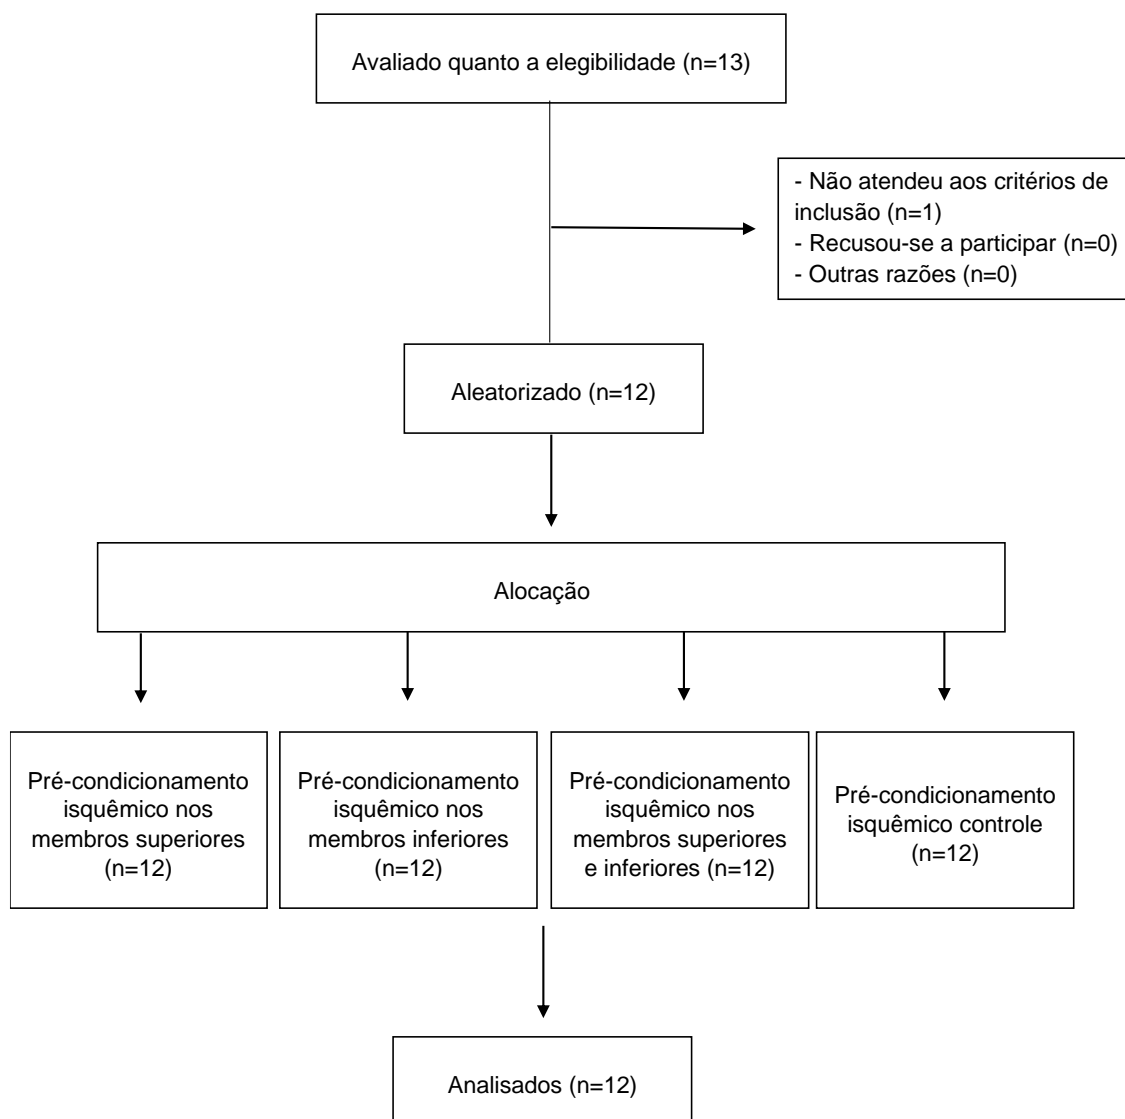 Avaliado quanto a elegibilidade (n=13)
- Não atendeu aos critérios de
inclusão (n=1)
- Recusou-se a participar (n=0)
- Outras razões (n=0)
Aleatorizado (n=12)
Alocação
Pré-condicionamento
isquêmico nos
membros superiores
(n=12)
Pré-condicionamento
isquêmico nos
membros inferiores
(n=12)
Pré-condicionamento
isquêmico nos
membros superiores
e inferiores (n=12)
Pré-condicionamento
isquêmico controle
(n=12)
Analisados (n=12)